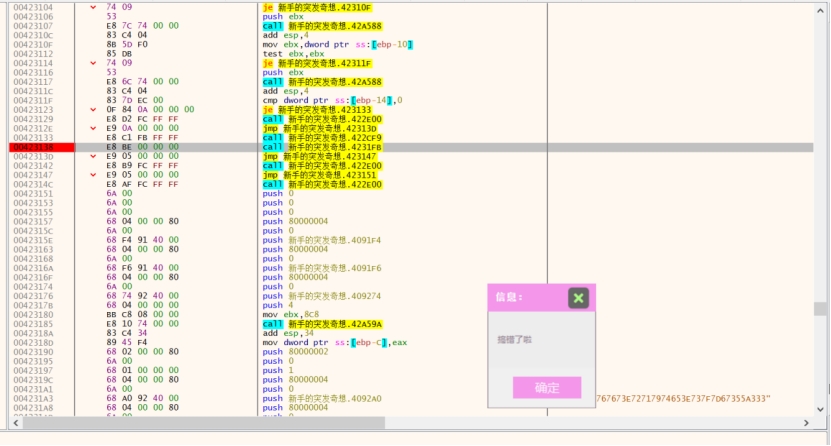 00423104 74 09 je 新手的突发奇想.42310F
00423106 53 push ebx
00423107 E8 7C 74 00 00 call 新手的突发奇想.42A588
0042310C 83 C4 04 add esp,4
0042310F 8B 5D F0 mov ebx,dword ptr ss:[ebp-10]
00423112 85 DB test ebx,ebx
00423114 74 09 je 新手的突发奇想.42311F
00423116 53 push ebx
00423117 E8 6C 74 00 00 call 新手的突发奇想.42A588
0042311C 83 C4 04 add esp,4
0042311F 83 7D EC 00 cmp dword ptr ss:[ebp-14],0
00423123 0F 84 0A 00 00 00 je 新手的突发奇想.423133
00423129 E8 D2 FC FF FF call 新手的突发奇想.422E00
0042312E E9 0A 00 00 00 jmp 新手的突发奇想.42313D
00423133 E8 C1 FB FF FF call 新手的突发奇想.422CF9
00423138 E8 BE 00 00 00 call 新手的突发奇想.4231FB
0042313D E9 05 00 00 00 jmp 新手的突发奇想.423147
00423142 E8 B9 FC FF FF call 新手的突发奇想.422E00
00423147 E9 05 00 00 00 jmp 新手的突发奇想.423151
0042314C E8 AF FC FF FF call 新手的突发奇想.422E00
00423151 6A 00 push 0
00423153 6A 00 push 0
00423155 6A 00 push 0
00423157 68 04 00 00 80 push 80000004
0042315C 6A 00 push 0
0042315E 68 F4 91 40 00 push 新手的突发奇想.4091F4
00423163 68 04 00 00 80 push 80000004
00423168 6A 00 push 0
0042316A 68 F6 91 40 00 push 新手的突发奇想.4091F6
0042316F 68 04 00 00 80 push 80000004
00423174 6A 00 push 0
00423176 68 74 92 40 00 push 新手的突发奇想.409274
0042317B 68 04 00 00 00 push 4
00423180 BB C8 08 00 00 mov ebx,8C8
00423185 E8 10 74 00 00 call 新手的突发奇想.42A59A
0042318A 83 C4 34 add esp,34
0042318D 89 45 F4 mov dword ptr ss:[ebp-C],eax
00423190 68 02 00 00 80 push 80000002
00423195 6A 00 push 0
00423197 68 01 00 00 00 push 1
0042319C 68 04 00 00 80 push 80000004
004231A1 6A 00 push 0
004231A3 68 A0 92 40 00 push 新手的突发奇想.4092A0 767673E72717974653E737F7D67355A333"
004231A8 68 04 00 00 80 push 80000004
信息:
错了啦
确定